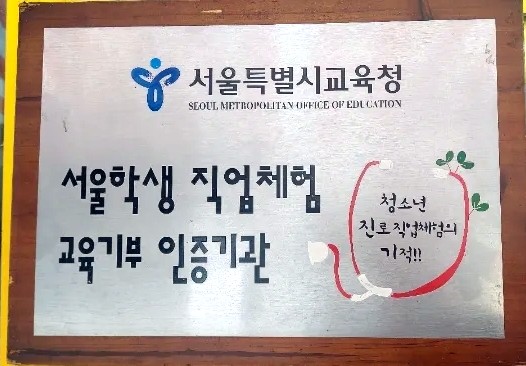 서울특별시교육청
SEOUL METROPOLITAN OFFICE OF EDUCATION
서울학생 직업체험
교육기부 인증기관
청소년
진로직업체험의
기적!!